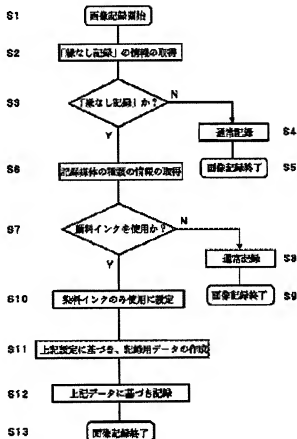 S1 画像記録開始
S2 「縁なし記録」の情報の取得
S3 「縁なし記録」か?
N
Y
通常記録 S4
画像記録終了 S5
S6 記録媒体の種類の情報の取得
S7 顔料インクを使用か?
N
Y
通常記録 S8
画像記録終了 S9
S10 染料インクのみ使用に設定
S11 上記設定に基づき、記録用データの作成
S12 上記データに基づき記録
S13 画像記録終了